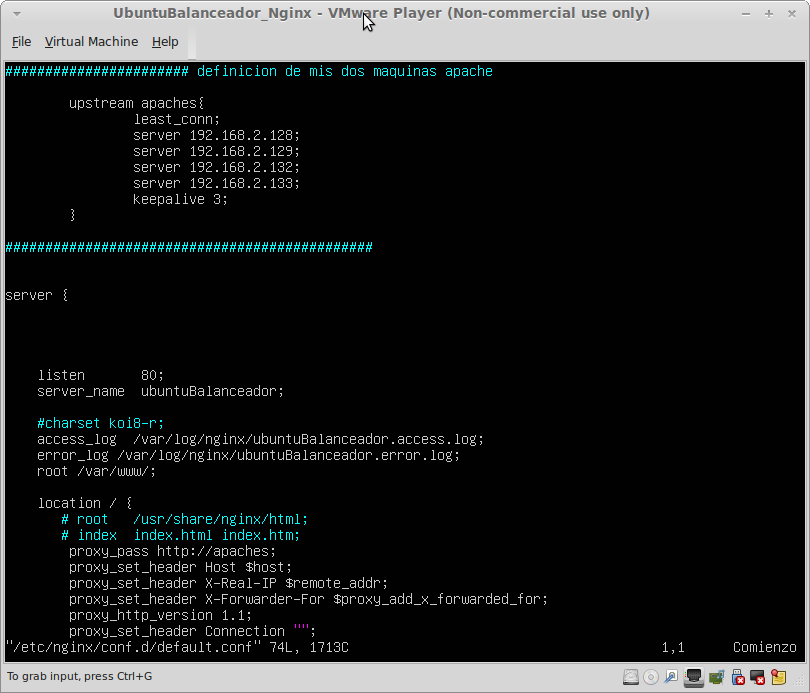 UbuntuBalanceador_Nginx - VMware Player (Non-commercial use only)
File Virtual Machine Help
####################### definicion de mis dos maquinas apache
upstream apaches{
least_conn;
server 192.168.2.128;
server 192.168.2.129;
server 192.168.2.132;
server 192.168.2.133;
keepalive 3;
}
##############################################
server {
listen 80;
server_name ubuntuBalanceador;
#charset koi8-r;
access_log /var/log/nginx/ubuntuBalanceador.access.log;
error_log /var/log/nginx/ubuntuBalanceador.error.log;
root /var/www/;
location / {
# root /usr/share/nginx/html;
# index index.html index.htm;
proxy_pass http://apaches;
proxy_set_header Host $host;
proxy_set_header X-Real-IP $remote_addr;
proxy_set_header X-Forwarder-For $proxy_add_x_forwarded_for;
proxy_http_version 1.1;
proxy_set_header Connection "";
"/etc/nginx/conf.d/default.conf" 74L, 1713C 1,1 Comienzo
To grab input, press Ctrl+G